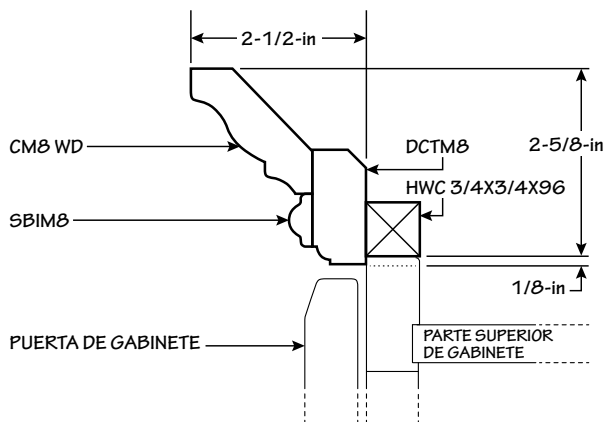 2-1/2-in
CM8 WD
DCTM8
2-5/8-in
HWC 3/4X3/4X96
SBIM8
1/8-in
PUERTA DE GABINETE
PARTE SUPERIOR
DE GABINETE